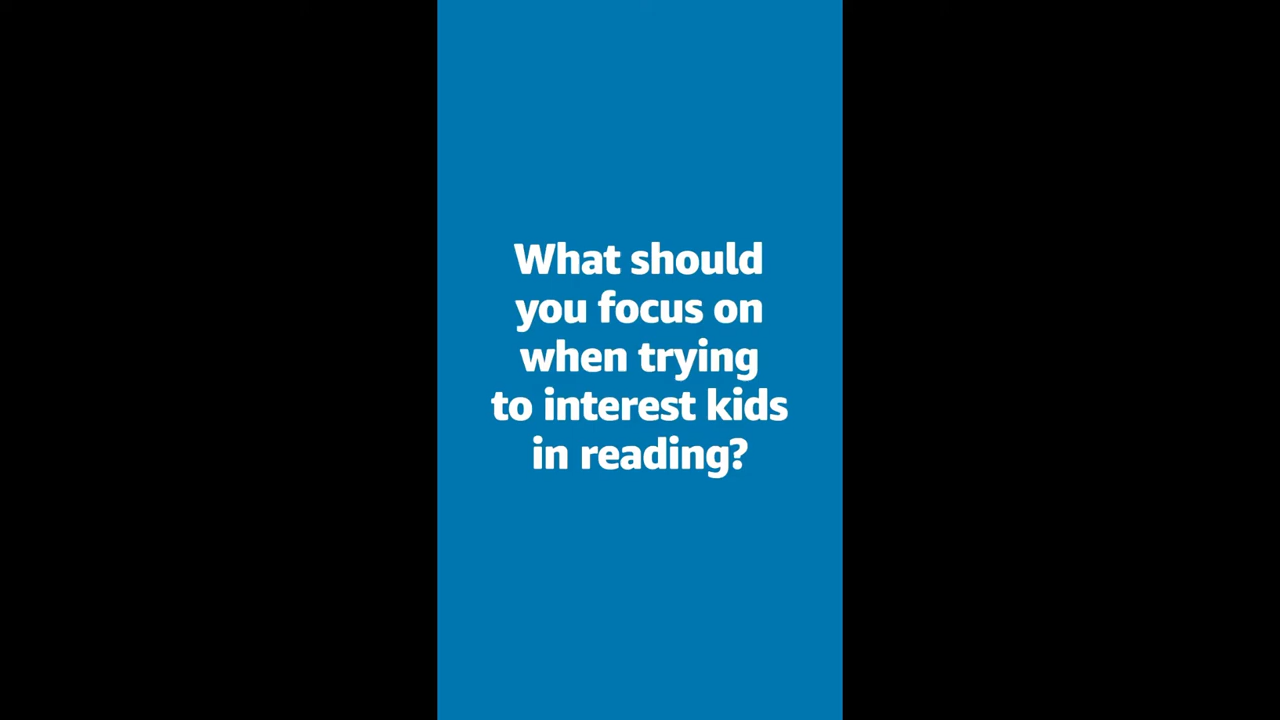 What should
you focus on
when trying
to interest kids
in reading?